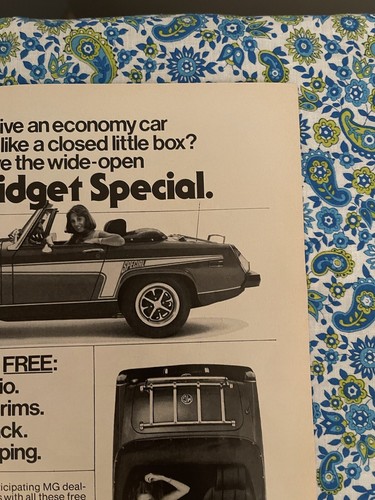 ive an economy car
like a closed little box?
e the wide-open
idget Special.
SPECIAL
FREE:
io.
rims.
ck.
ping.
icipating MG deal-
s with all these free